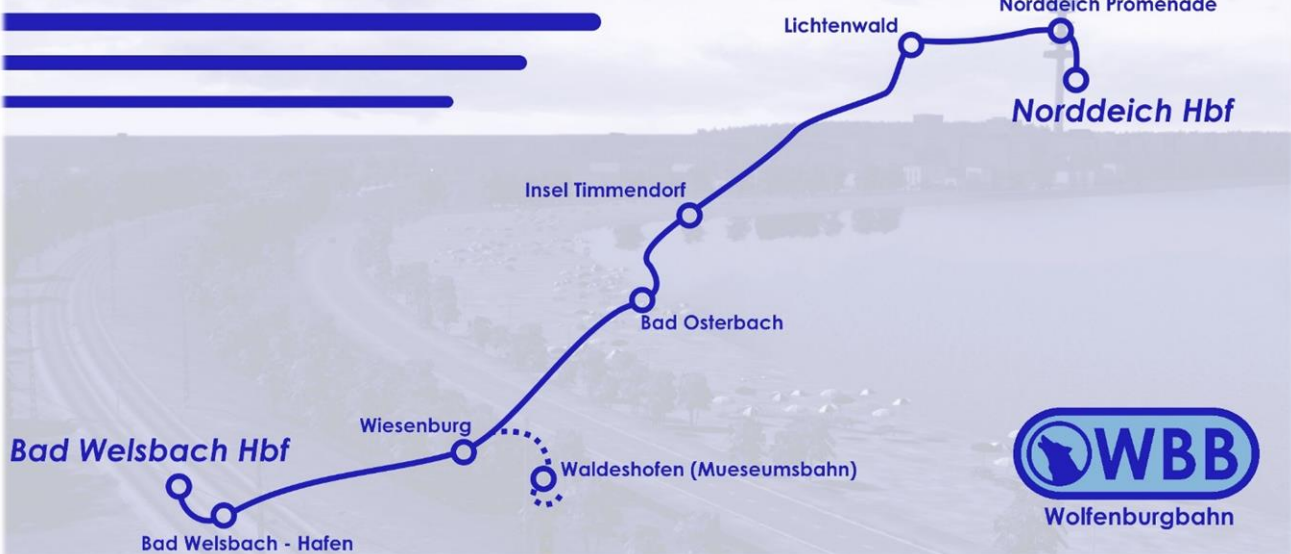 Norddeich Promenade
Lichtenwald
Norddeich Hbf
Insel Timmendorf
Bad Osterbach
Wiesenburg
Bad Welsbach Hbf
Waldeshofen (Mueseumsbahn)
Bad Welsbach - Hafen
WBB
Wolfenburgbahn